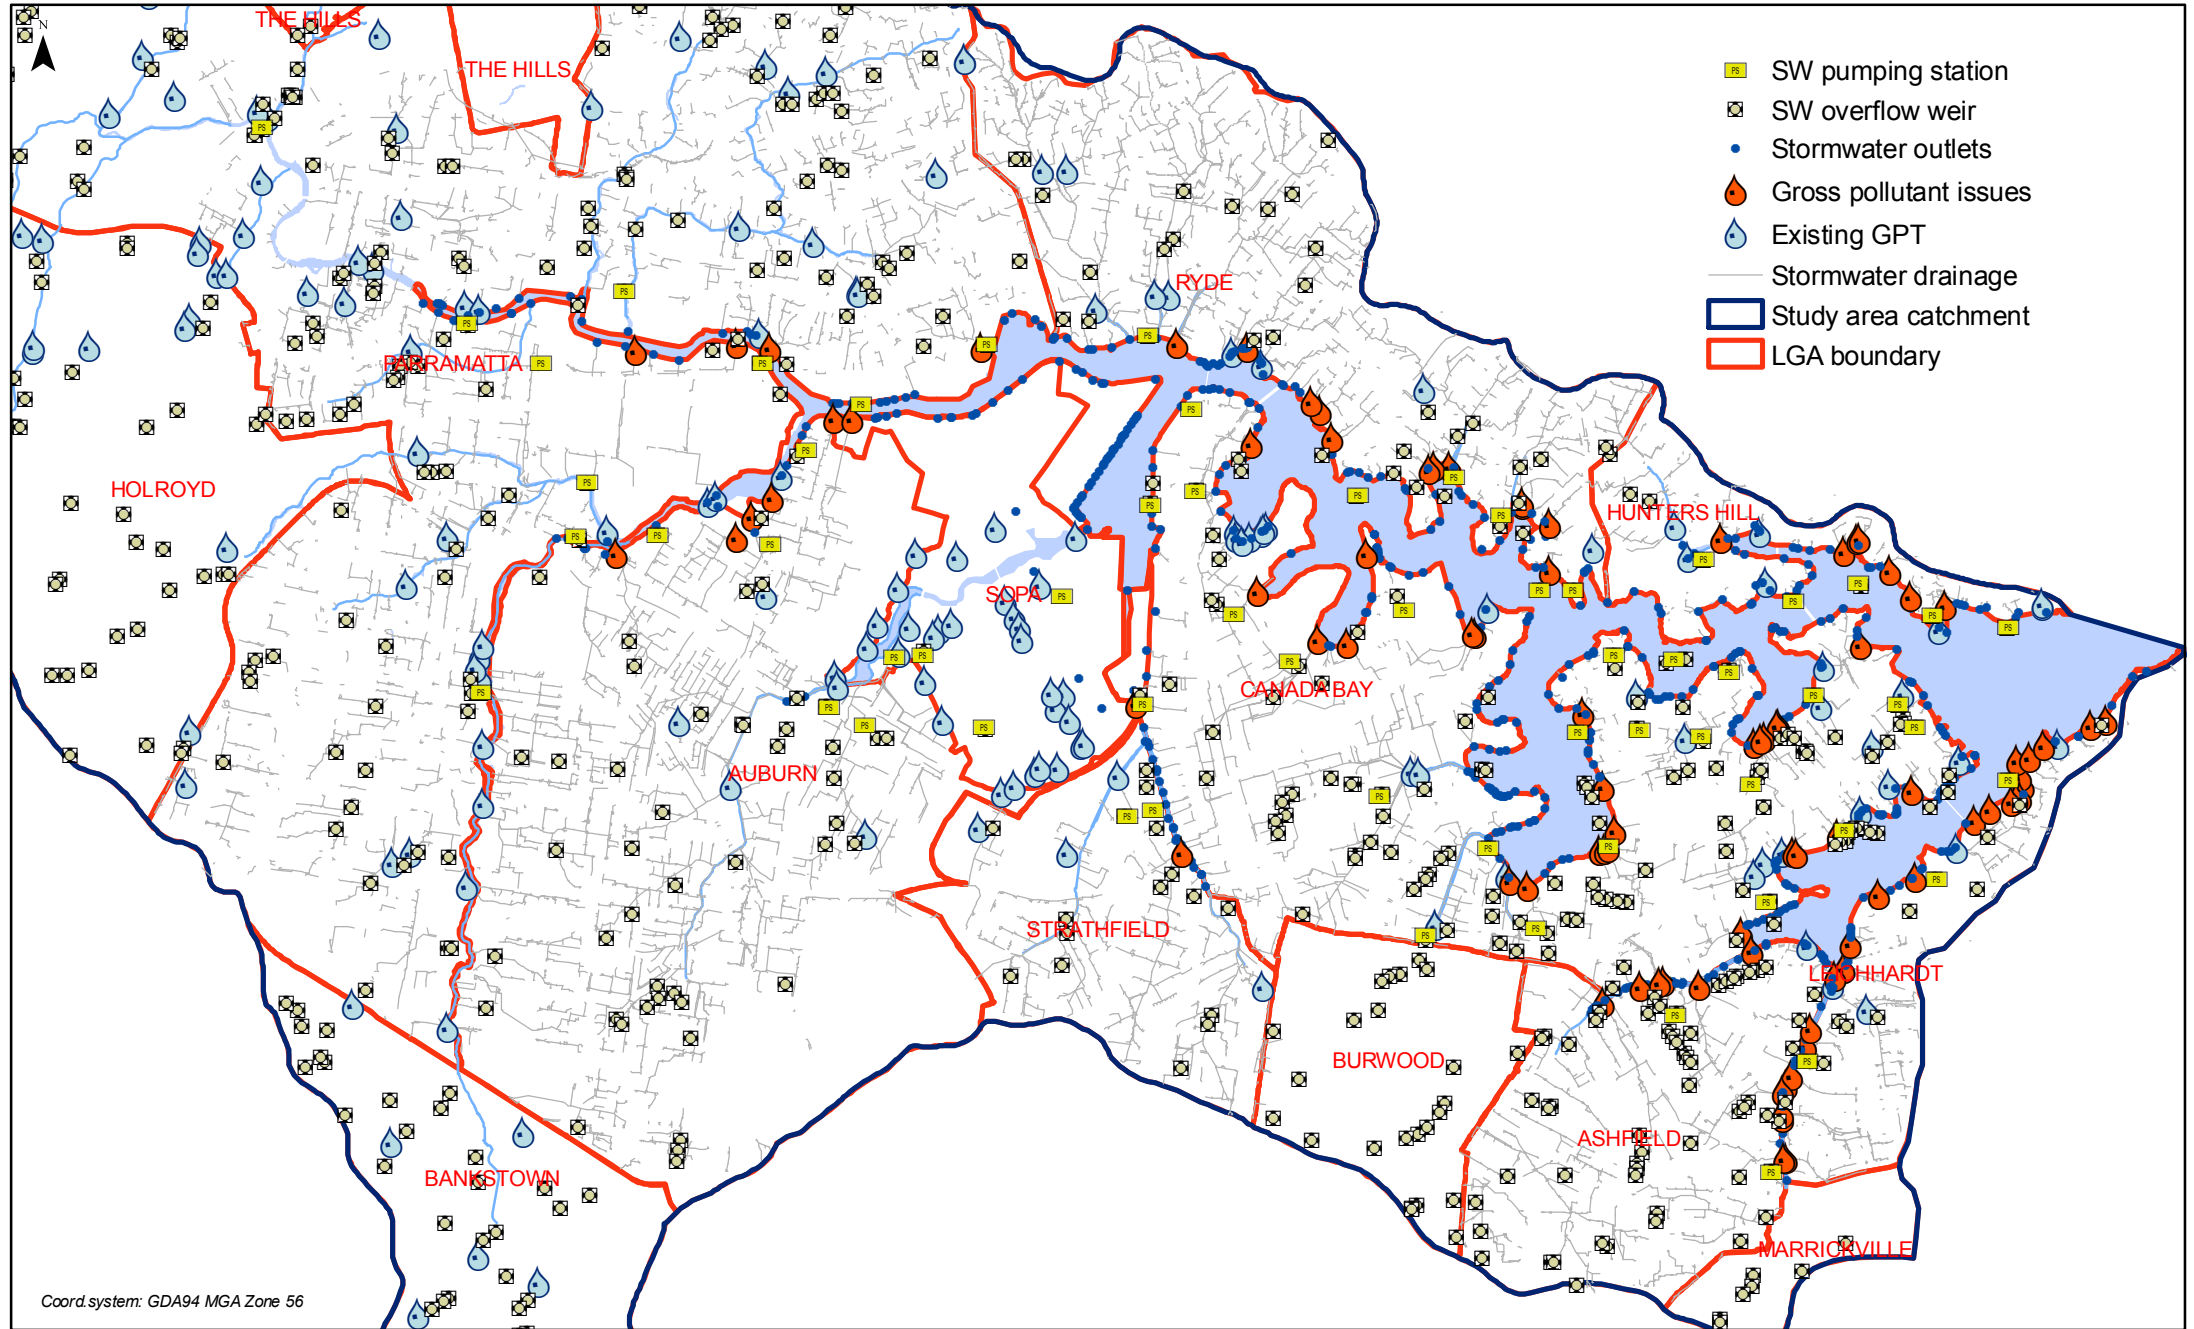 N
THE HILLS
THE HILLS
SW pumping station
SW overflow weir
Stormwater outlets
Gross pollutant issues
Existing GPT
Stormwater drainage
Study area catchment
LGA boundary
RYDE
PARRAMATTA
HOLROYD
HUNTERS HILL
SOPA
CANADA BAY
AUBURN
STRATHFIELD
LEICHHARDT
BURWOOD
ASHFIELD
BANKSTOWN
MARRICKVILLE
Coord.system: GDA94 MGA Zone 56